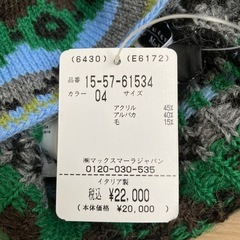 (6430) (E6172)
品番 15-57-61534
カラー 04 サイズ
アクリル 45%
アルパカ 40%
毛 15%
㈱マックスマーラジャパン
0120-030-535
イタリア製
税込 ¥22,000
(本体価格 ¥20,000)